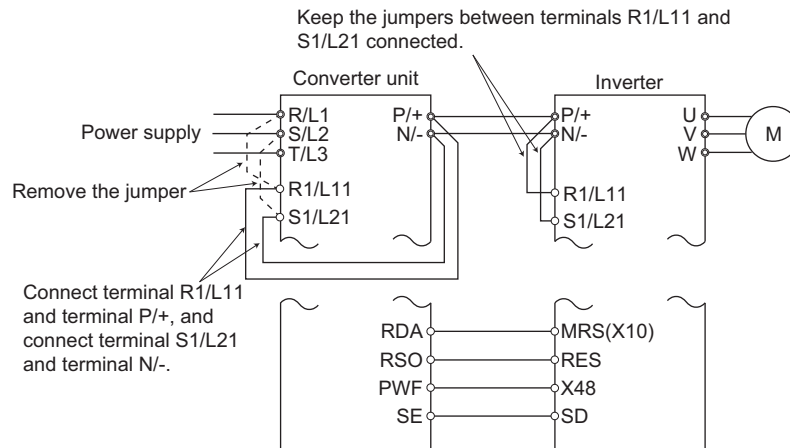 Keep the jumpers between terminals R1/L11 and
S1/L21 connected.
Converter unit
Inverter
Power supply
R/L1
S/L2
T/L3
P/+
N/-
P/+
N/-
U
V
W
M
Remove the jumper
R1/L11
S1/L21
R1/L11
S1/L21
Connect terminal R1/L11
and terminal P/+, and
connect terminal S1/L21
and terminal N/-.
RDA
MRS(X10)
RSO
RES
PWF
X48
SE
SD